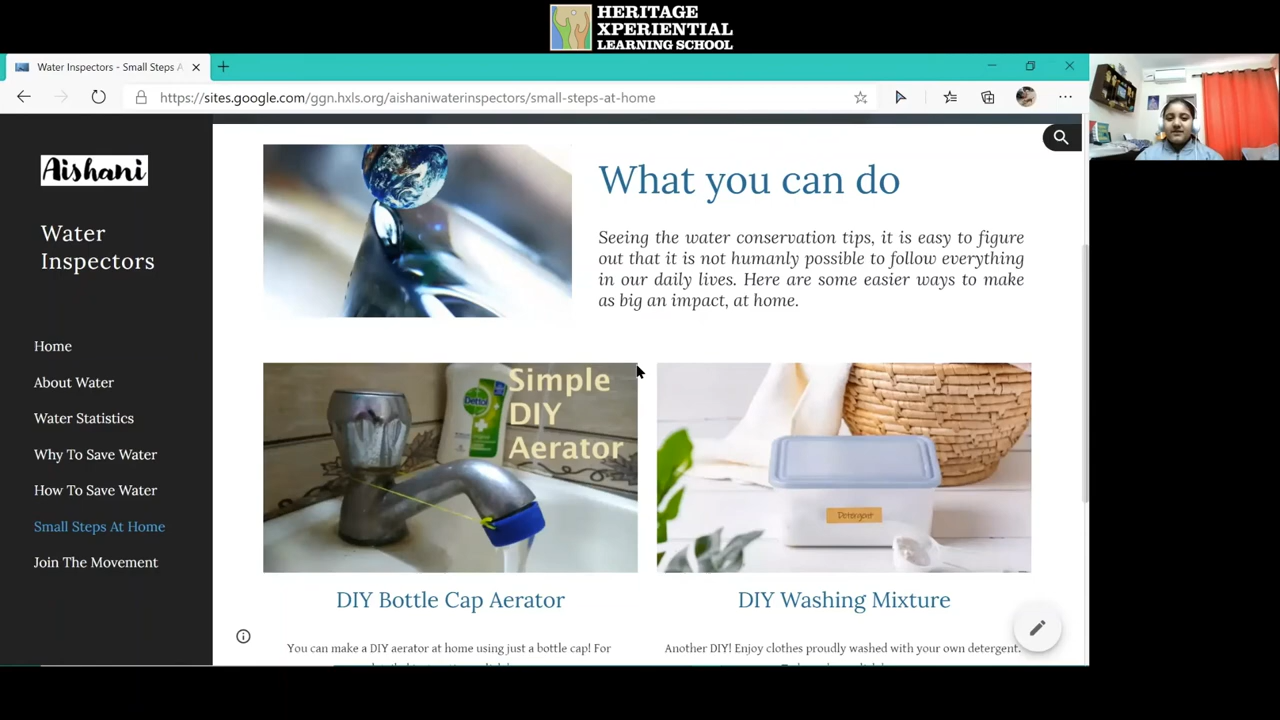 HERITAGE
XPERIENTIAL
LEARNING SCHOOL
Water Inspectors - Small Steps A
https://sites.google.com/ggn.hxls.org/aishaniwaterinspectors/small-steps-at-home
Aishani
Water
Inspectors
Home
About Water
Water Statistics
Why To Save Water
How To Save Water
Small Steps At Home
Join The Movement
What you can do
Seeing the water conservation tips, it is easy to figure
out that it is not humanly possible to follow everything
in our daily lives. Here are some easier ways to make
as big an impact, at home.
Dettol
Simple
DIY
Aerator
Detergent
DIY Bottle Cap Aerator
DIY Washing Mixture
You can make a DIY aerator at home using just a bottle cap! For
Another DIY! Enjoy clothes proudly washed with your own detergent.